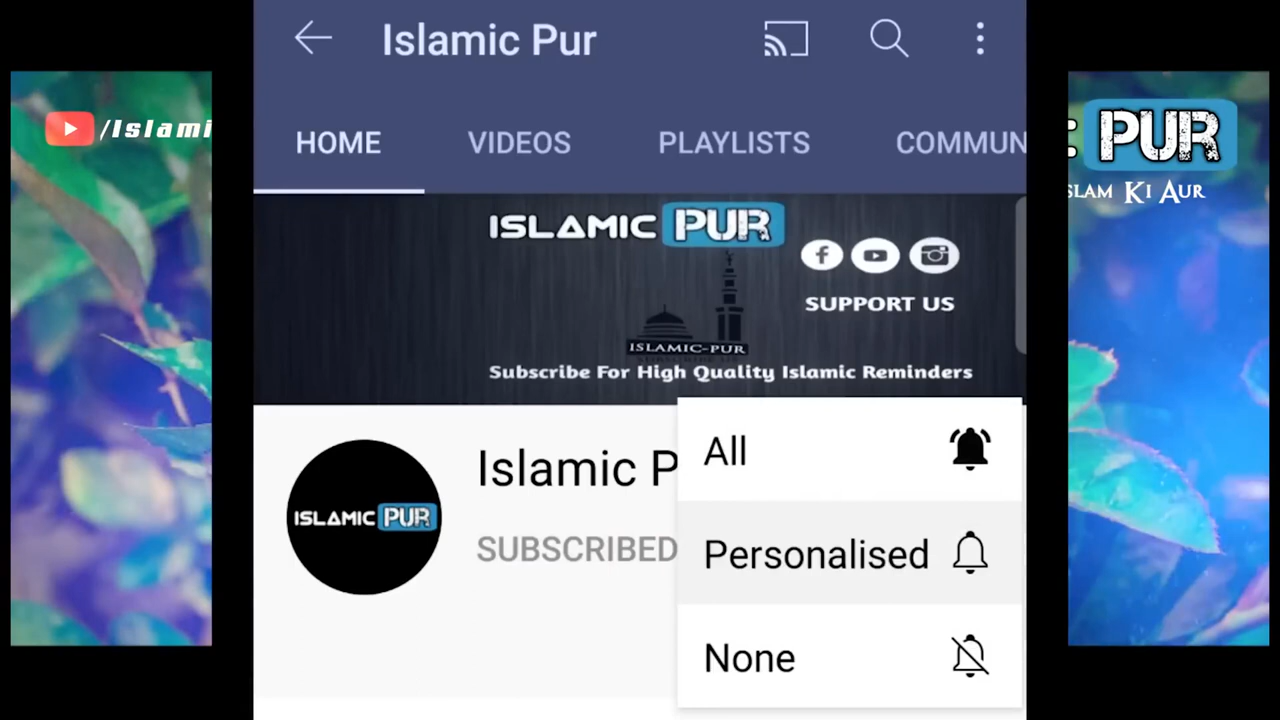 Islamic Pur
HOME VIDEOS PLAYLISTS COMMUN
/Islami
PUR
SLAM KI AUR
ISLAMIC PUR
SUPPORT US
ISLAMIC-PUR
Subscribe For High Quality Islamic Reminders
ISLAMIC PUR
Islamic P
SUBSCRIBED
All
Personalised
None